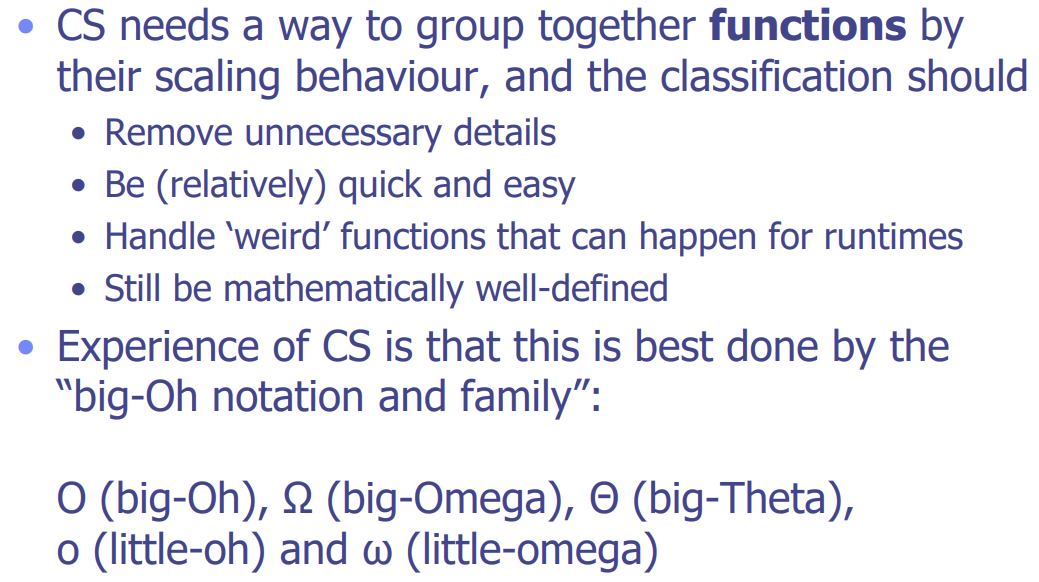 • CS needs a way to group together functions by
their scaling behaviour, and the classification should
• Remove unnecessary details
• Be (relatively) quick and easy
• Handle ‘weird’ functions that can happen for runtimes
• Still be mathematically well-defined
• Experience of CS is that this is best done by the
“big-Oh notation and family”:
O (big-Oh), Ω (big-Omega), Θ (big-Theta),
o (little-oh) and ω (little-omega)